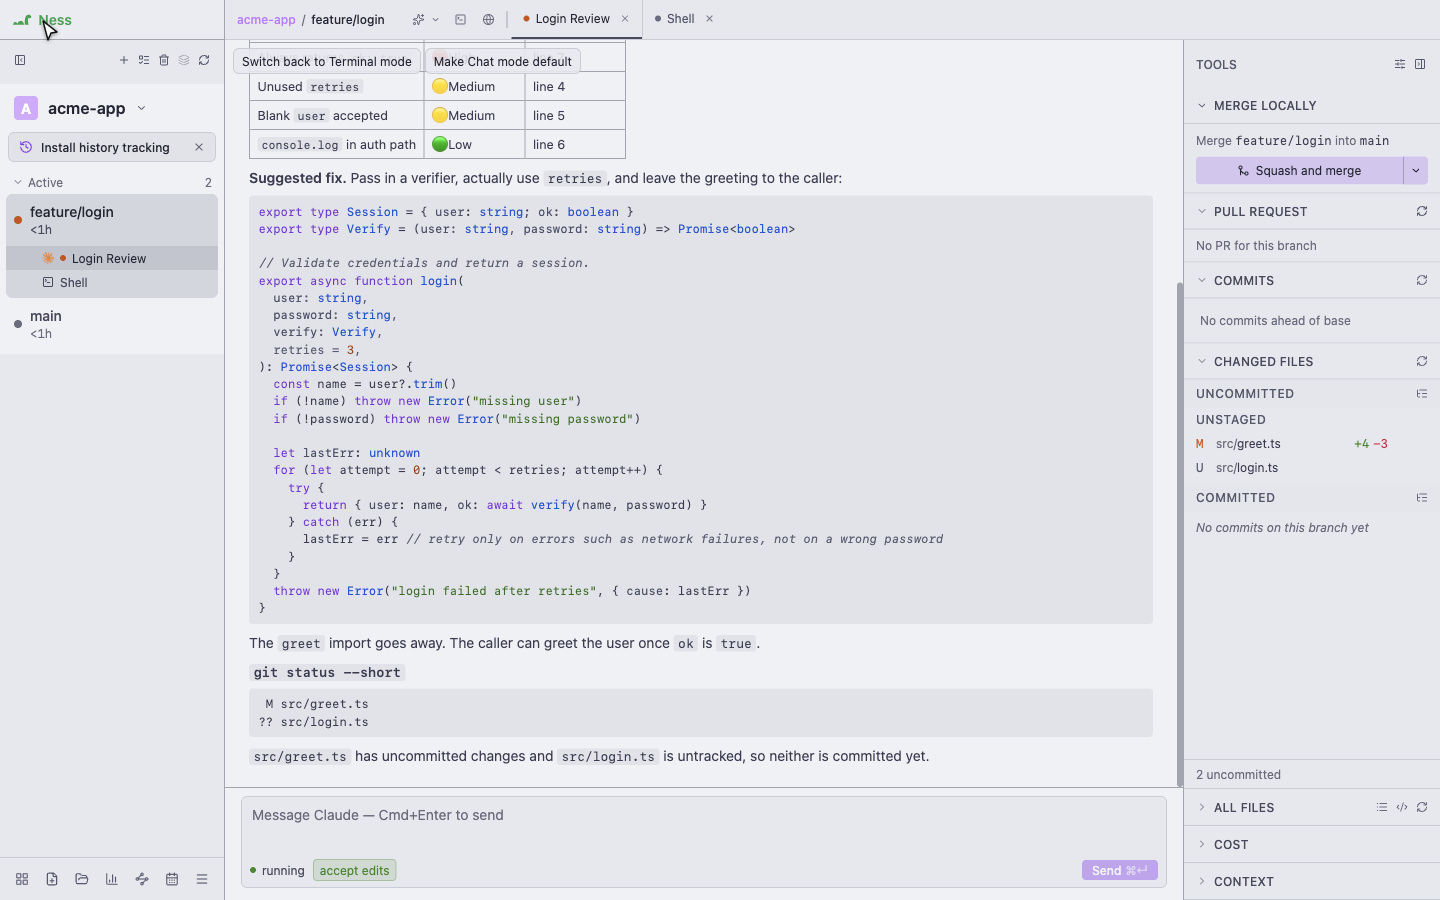 Ness
acme-app / feature/login
Login Review
Shell
A acme-app
Install history tracking
Active 2
feature/login
<1h
Login Review
Shell
main
<1h
Switch back to Terminal mode
Make Chat mode default
Unused retries Medium line 4
Blank user accepted Medium line 5
console.log in auth path Low line 6
Suggested fix. Pass in a verifier, actually use retries, and leave the greeting to the caller:
export type Session = { user: string; ok: boolean }
export type Verify = (user: string, password: string) => Promise<boolean>
// Validate credentials and return a session.
export async function login(
  user: string,
  password: string,
  verify: Verify,
  retries = 3,
): Promise<Session> {
  const name = user?.trim()
  if (!name) throw new Error("missing user")
  if (!password) throw new Error("missing password")
  let lastErr: unknown
  for (let attempt = 0; attempt < retries; attempt++) {
    try {
      return { user: name, ok: await verify(name, password) }
    } catch (err) {
      lastErr = err // retry only on errors such as network failures, not on a wrong password
    }
  }
  throw new Error("login failed after retries", { cause: lastErr })
}
The greet import goes away. The caller can greet the user once ok is true.
git status --short
 M src/greet.ts
?? src/login.ts
src/greet.ts has uncommitted changes and src/login.ts is untracked, so neither is committed yet.
Message Claude — Cmd+Enter to send
running accept edits
Send ⌘↵
TOOLS
MERGE LOCALLY
Merge feature/login into main
Squash and merge
PULL REQUEST
No PR for this branch
COMMITS
No commits ahead of base
CHANGED FILES
UNCOMMITTED
UNSTAGED
M src/greet.ts +4 −3
U src/login.ts
COMMITTED
No commits on this branch yet
2 uncommitted
ALL FILES
COST
CONTEXT